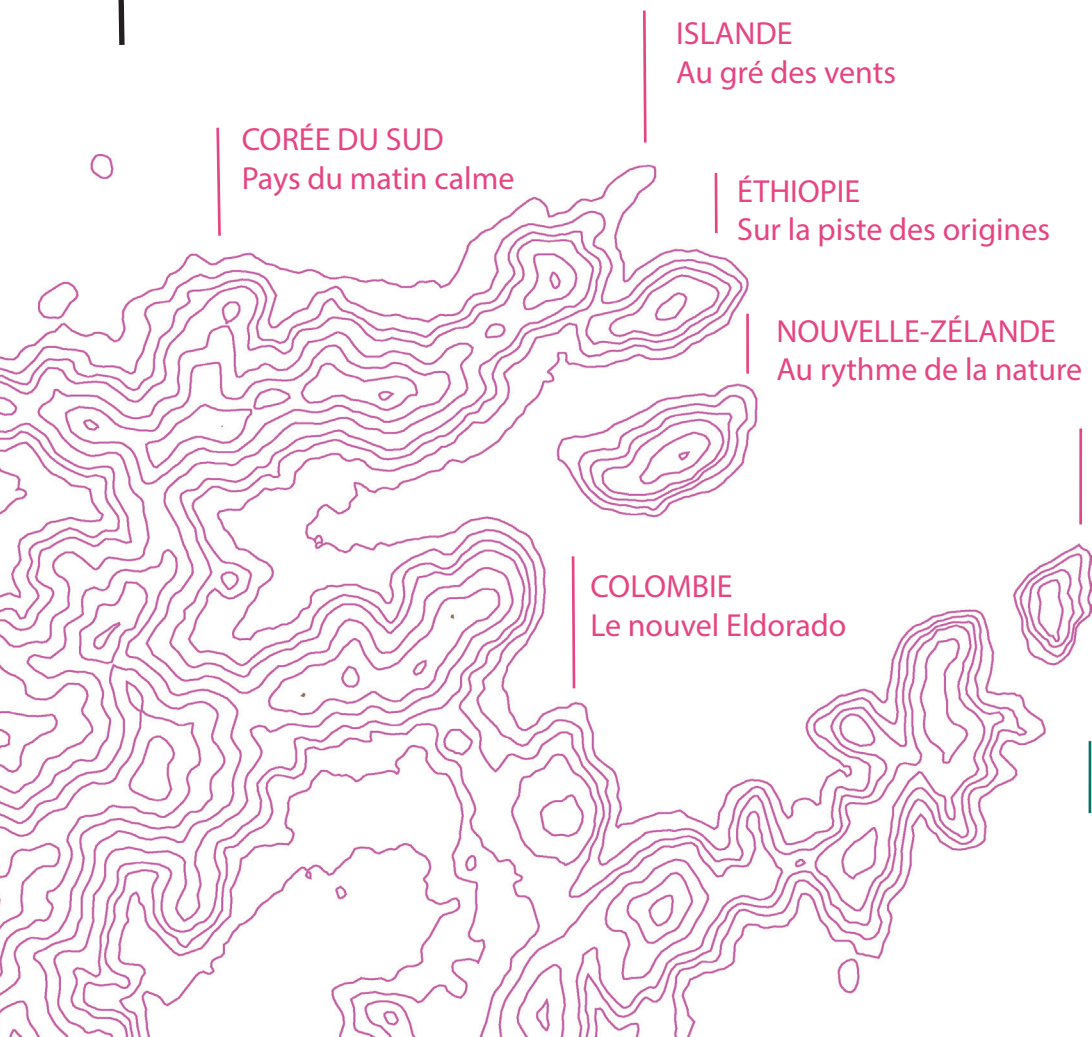 ISLANDE
Au gré des vents
CORÉE DU SUD
Pays du matin calme
ÉTHIOPIE
Sur la piste des origines
NOUVELLE-ZÉLANDE
Au rythme de la nature
COLOMBIE
Le nouvel Eldorado